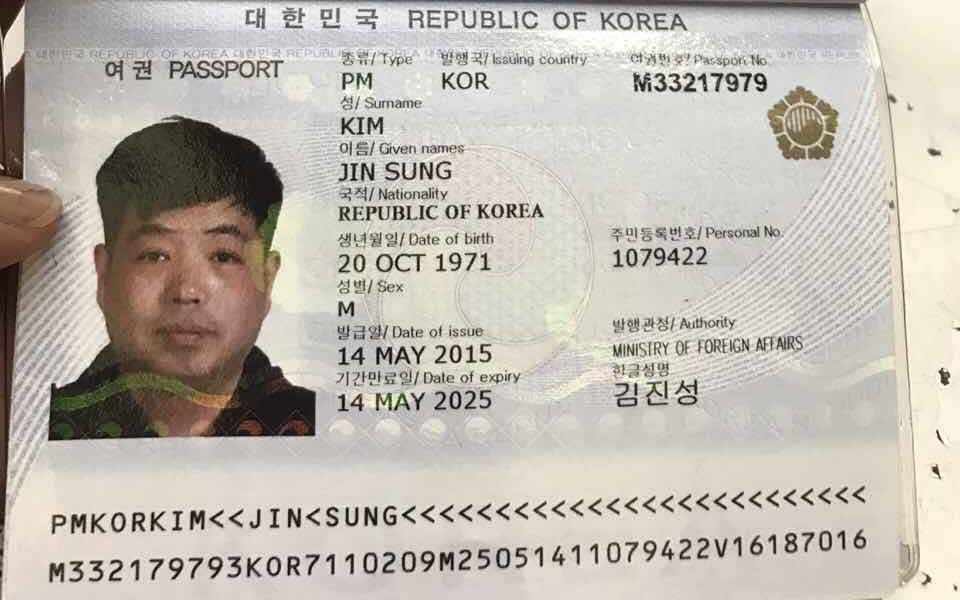 대한민국 REPUBLIC OF KOREA
여권 PASSPORT
종류/ Type 발행국/ Issuing country 여권번호/ Passport No.
PM KOR M33217979
성/ Surname
KIM
이름/ Given names
JIN SUNG
국적/ Nationality
REPUBLIC OF KOREA
생년월일/ Date of birth 주민등록번호/ Personal No.
20 OCT 1971 1079422
성별/ Sex
M
발급일/ Date of issue 발행관청/ Authority
14 MAY 2015 MINISTRY OF FOREIGN AFFAIRS
기간만료일/ Date of expiry 한글성명
14 MAY 2025 김진성
PMKORKIM<<JIN<SUNG<<<<<<<<<<<<<<<<<<<<<<<<<<
M332179793KOR7110209M25051411079422V16187016